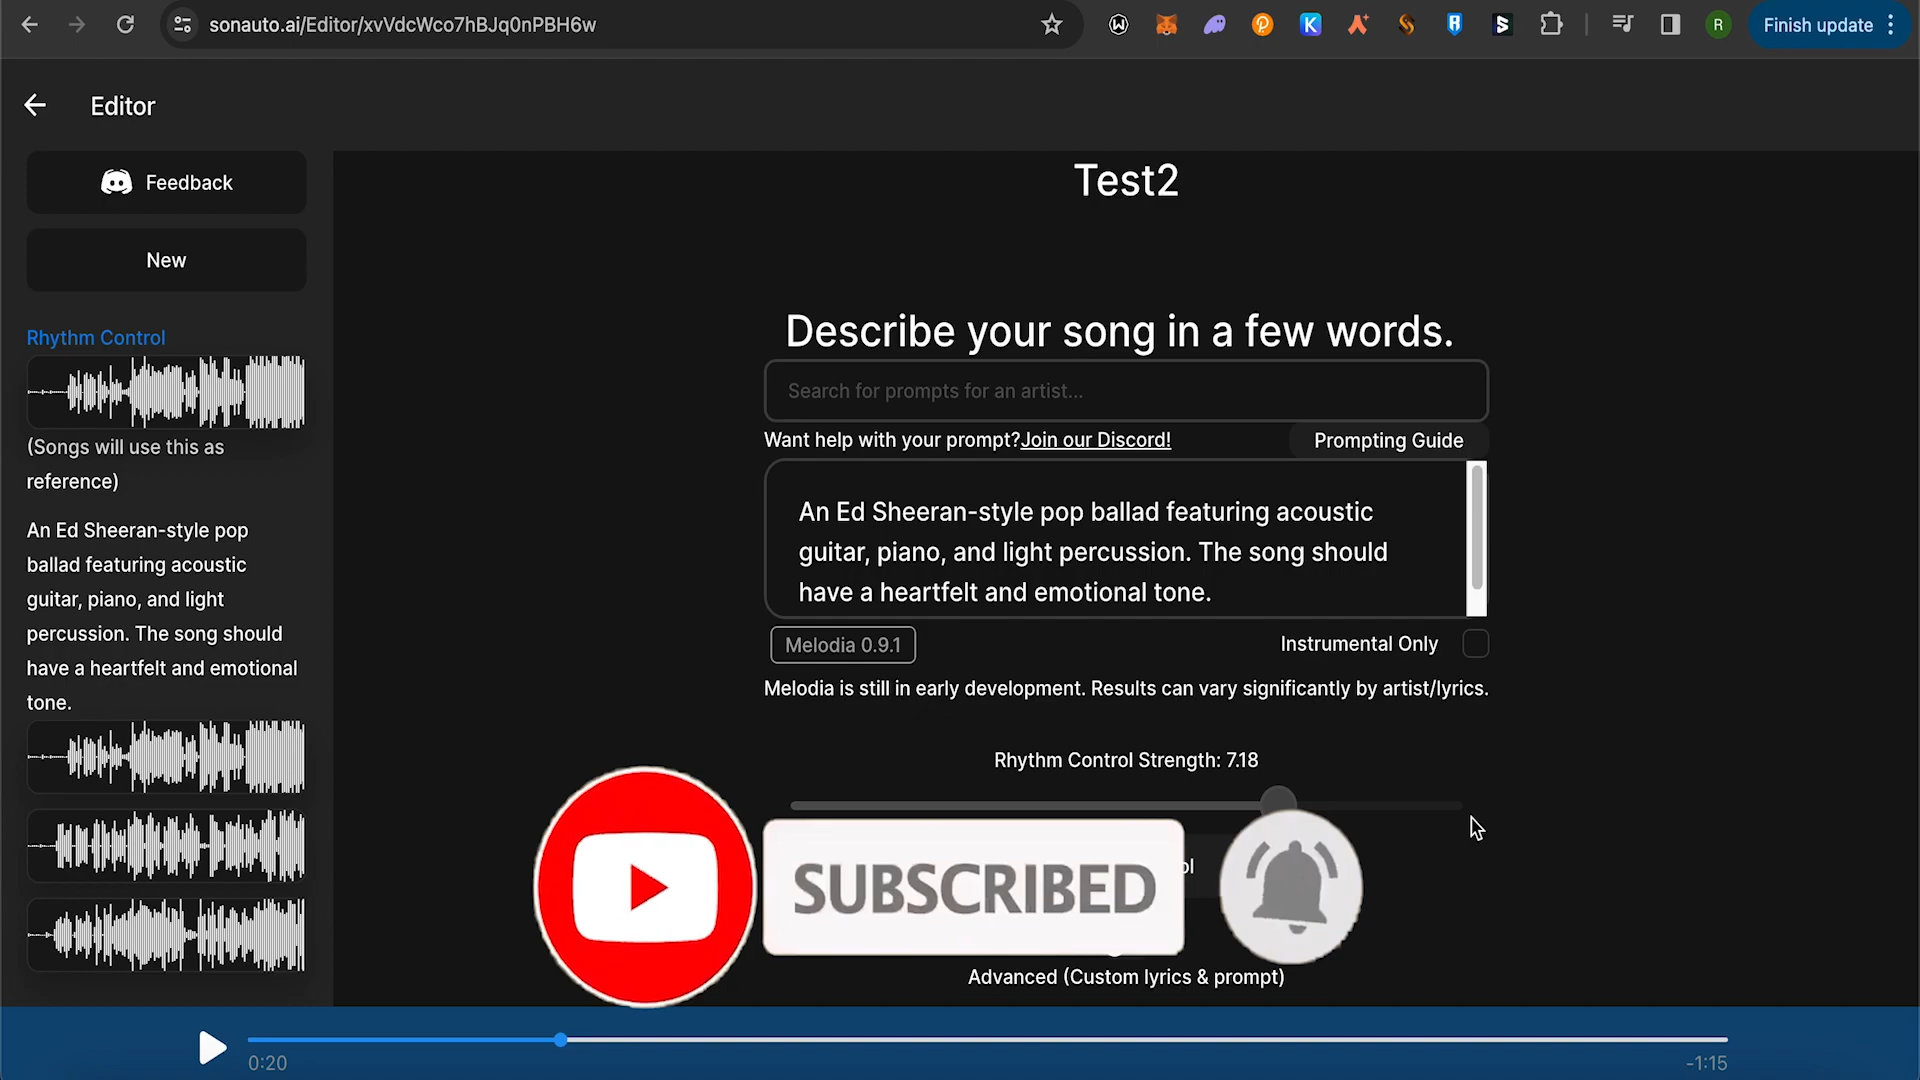 sonauto.ai/Editor/xvVdcWco7hBJq0nPBH6w
R
Finish update
Editor
Feedback
New
Rhythm Control
(Songs will use this as
reference)
An Ed Sheeran-style pop
ballad featuring acoustic
guitar, piano, and light
percussion. The song should
have a heartfelt and emotional
tone.
Test2
Describe your song in a few words.
Search for prompts for an artist...
Want help with your prompt?Join our Discord!
Prompting Guide
An Ed Sheeran-style pop ballad featuring acoustic
guitar, piano, and light percussion. The song should
have a heartfelt and emotional tone.
Melodia 0.9.1
Instrumental Only
Melodia is still in early development. Results can vary significantly by artist/lyrics.
Rhythm Control Strength: 7.18
ol
SUBSCRIBED
Advanced (Custom lyrics & prompt)
0:20
-1:15